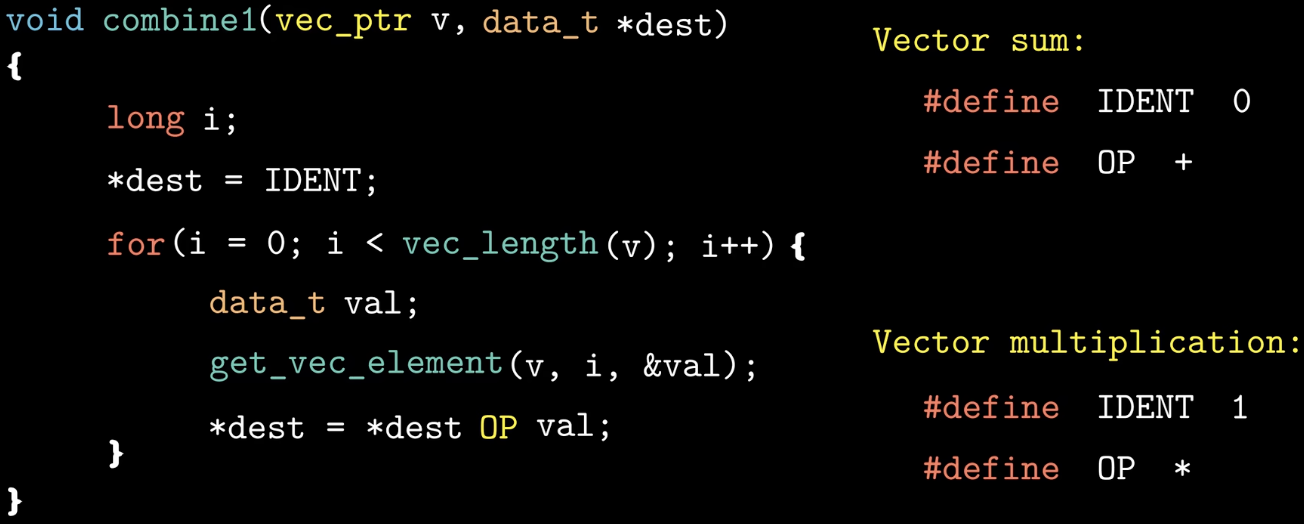 void combine1(vec_ptr v, data_t *dest)
{
long i;
*dest = IDENT;
for(i = 0; i < vec_length(v); i++) {
data_t val;
get_vec_element(v, i, &val);
*dest = *dest OP val;
}
}
Vector sum:
#define IDENT 0
#define OP +
Vector multiplication:
#define IDENT 1
#define OP *